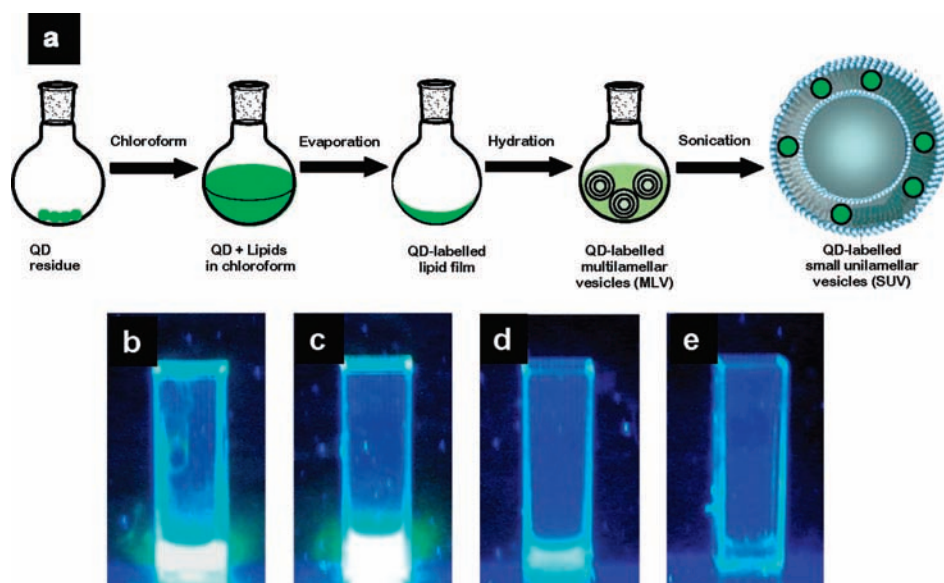 a
Chloroform
Evaporation
Hydration
Sonication
QD
residue
QD + Lipids
in chloroform
QD-labelled
lipid film
QD-labelled
multilamellar
vesicles (MLV)
QD-labelled
small unilamellar
vesicles (SUV)
b
c
d
e